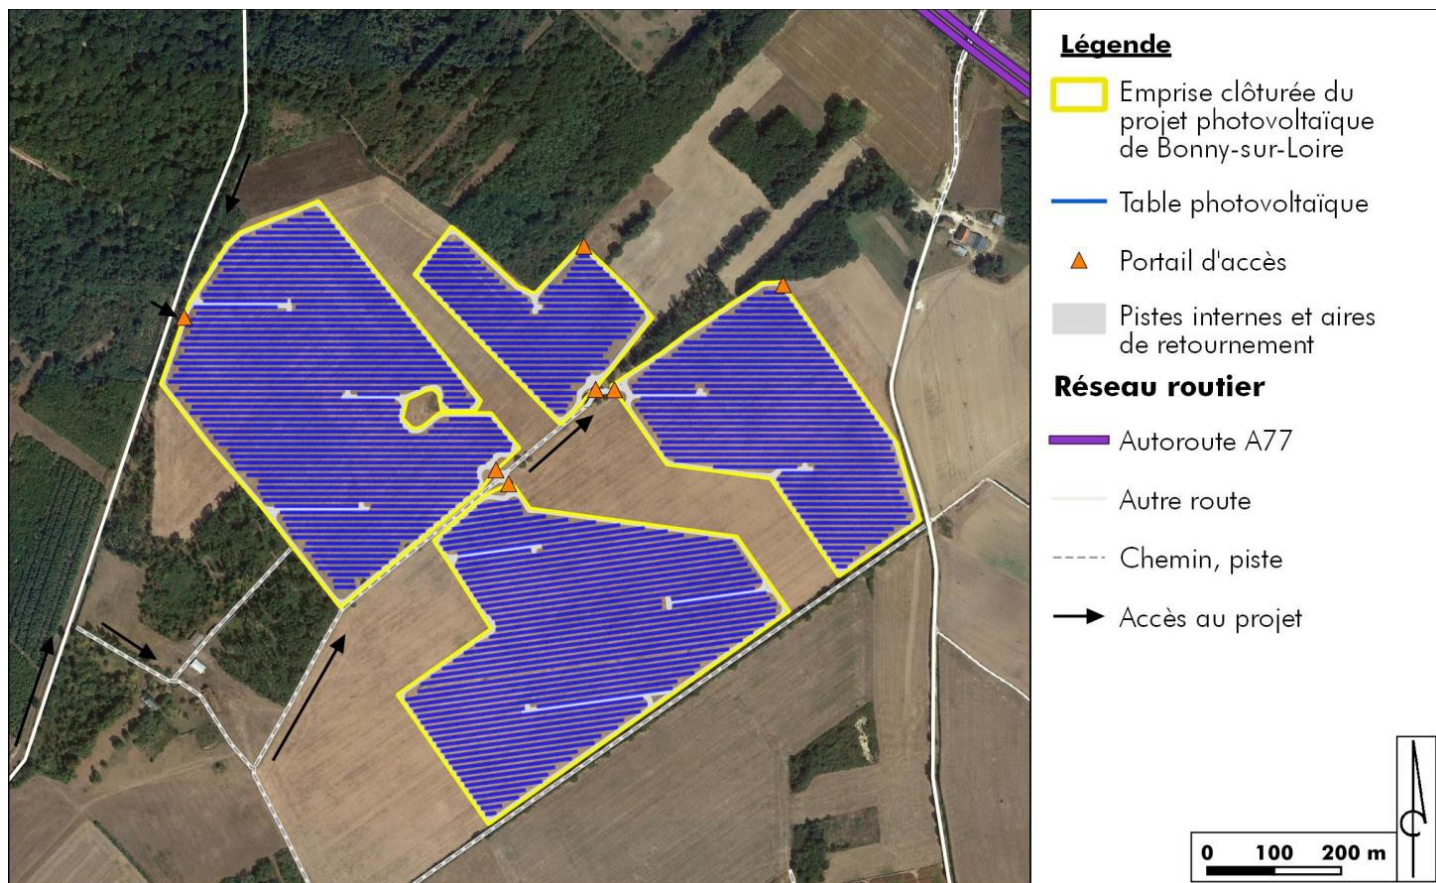 Légende
Emprise clôturée du
projet photovoltaïque
de Bonny-sur-Loire
Table photovoltaïque
Portail d'accès
Pistes internes et aires
de retournement
Réseau routier
Autoroute A77
Autre route
Chemin, piste
Accès au projet
0 100 200 m